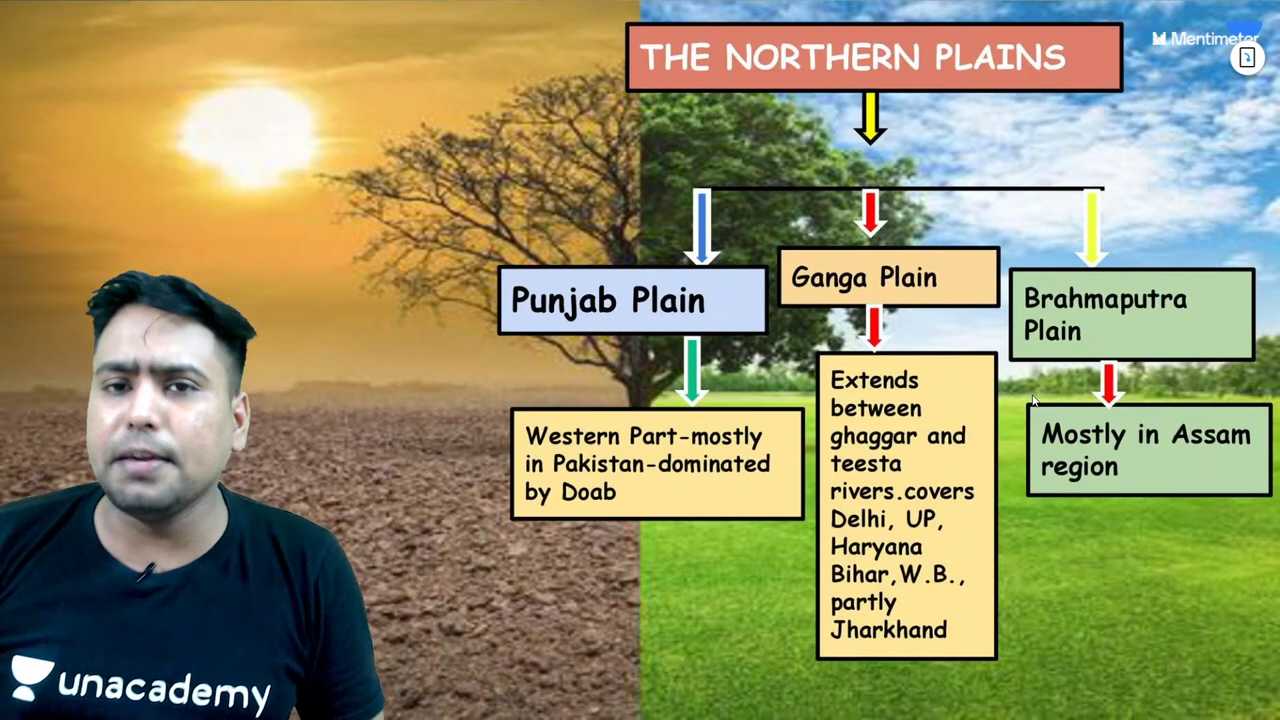 THE NORTHERN PLAINS
Mentimeter
Punjab Plain
Ganga Plain
Brahmaputra
Plain
Western Part-mostly
in Pakistan-dominated
by Doab
Extends
between
ghaggar and
teesta
rivers.covers
Delhi, UP,
Haryana
Bihar,W.B.,
partly
Jharkhand
Mostly in Assam
region
unacademy